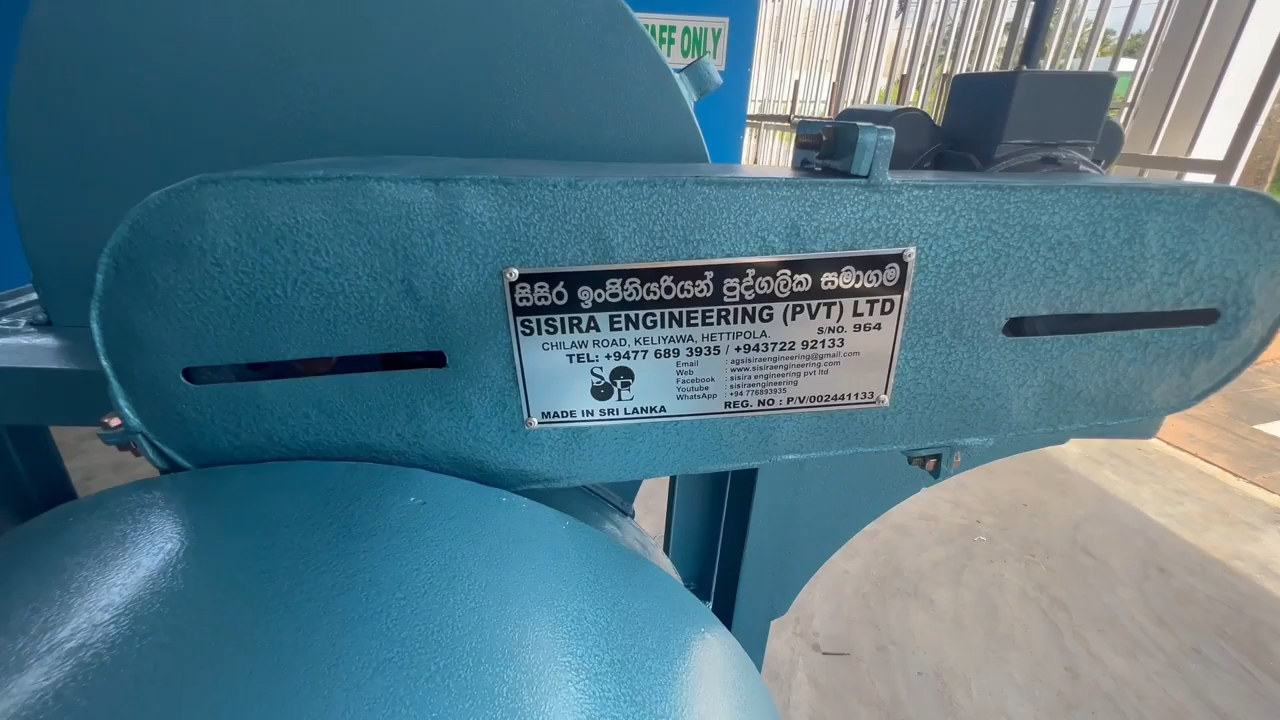 AFF ONLY
සිසිර ඉංජිනියරියන් පුද්ගලික සමාගම
SISIRA ENGINEERING (PVT) LTD
CHILAW ROAD, KELIYAWA, HETTIPOLA. S/NO. 964
TEL: +9477 689 3935 / +94372292133
Email : agsisiraengineering@gmail.com
Web : www.sisiraengineering.com
Facebook : sisira engineering pvt ltd
Youtube : sisiraengineering
WhatsApp : +94 776893935
SE
MADE IN SRI LANKA REG. NO : P/V/002441133